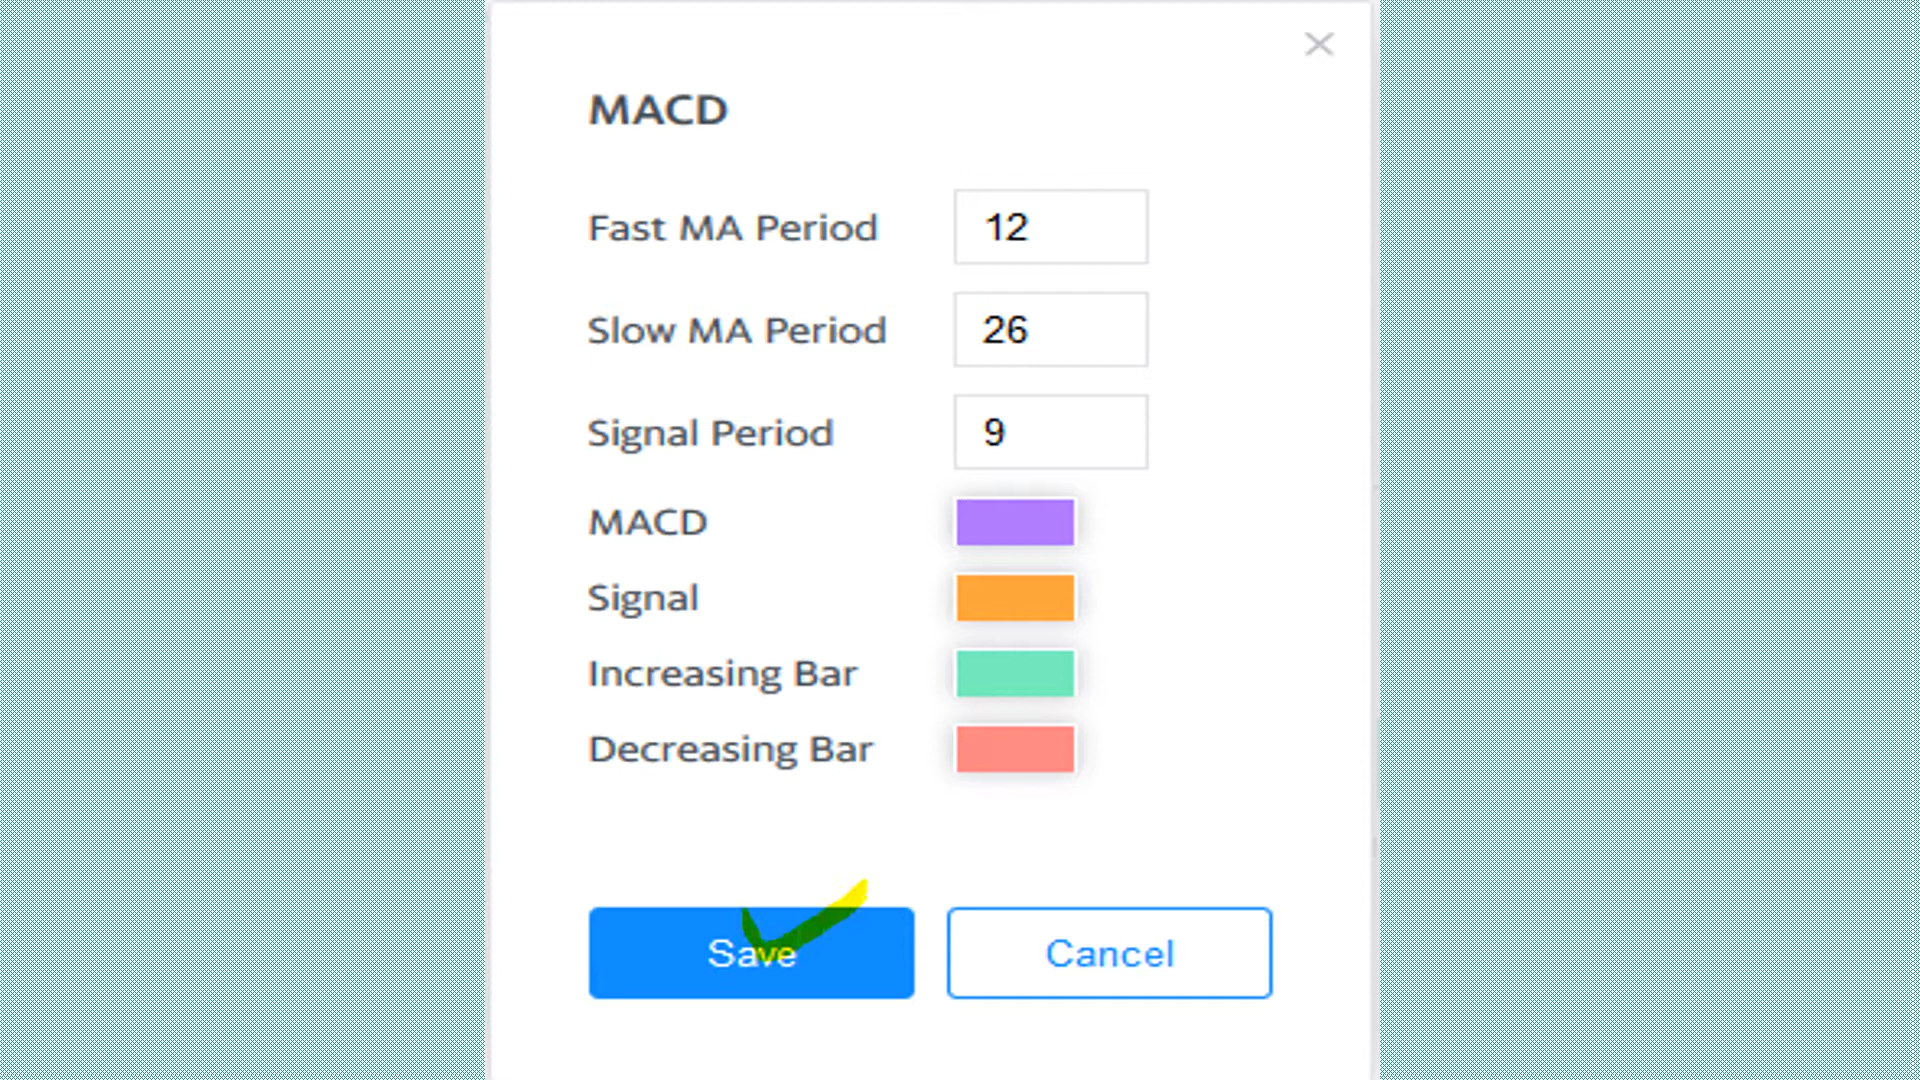 MACD
Fast MA Period 12
Slow MA Period 26
Signal Period 9
MACD
Signal
Increasing Bar
Decreasing Bar
Save Cancel